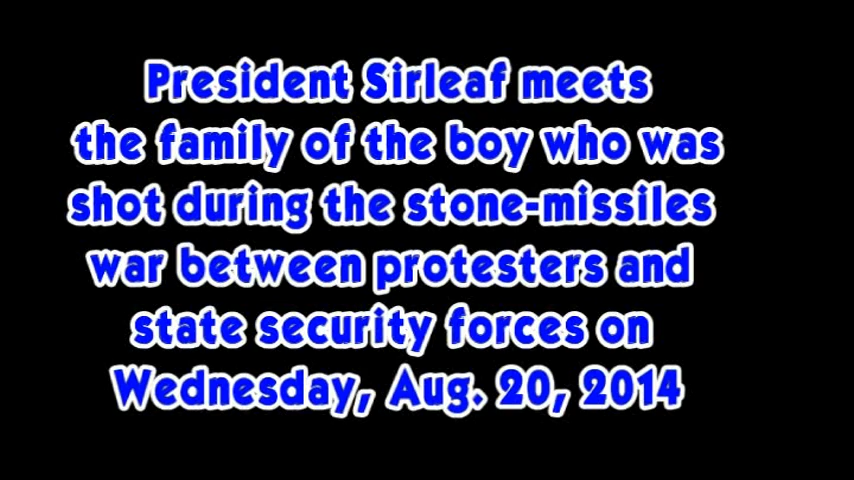 President Sirleaf meets
the family of the boy who was
shot during the stone-missiles
war between protesters and
state security forces on
Wednesday, Aug. 20, 2014